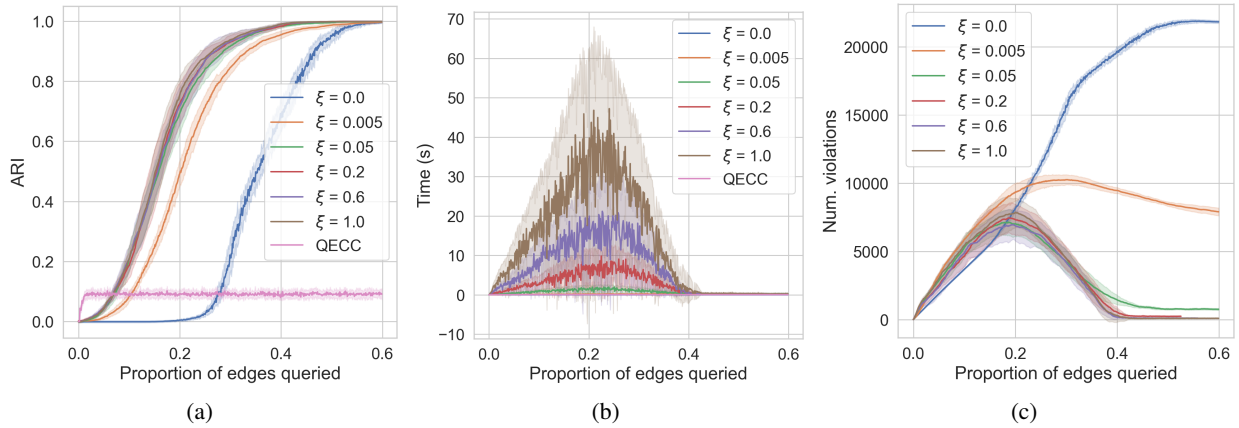 1.0
0.8
0.6
0.4
0.2
0.0
ARI
ξ = 0.0
ξ = 0.005
ξ = 0.05
ξ = 0.2
ξ = 0.6
ξ = 1.0
QECC
0.0 0.2 0.4 0.6
Proportion of edges queried
(a)
70
60
50
40
30
20
10
0
−10
Time (s)
ξ = 0.0
ξ = 0.005
ξ = 0.05
ξ = 0.2
ξ = 0.6
ξ = 1.0
QECC
0.0 0.2 0.4 0.6
Proportion of edges queried
(b)
20000
15000
10000
5000
0
Num. violations
ξ = 0.0
ξ = 0.005
ξ = 0.05
ξ = 0.2
ξ = 0.6
ξ = 1.0
0.0 0.2 0.4 0.6
Proportion of edges queried
(c)